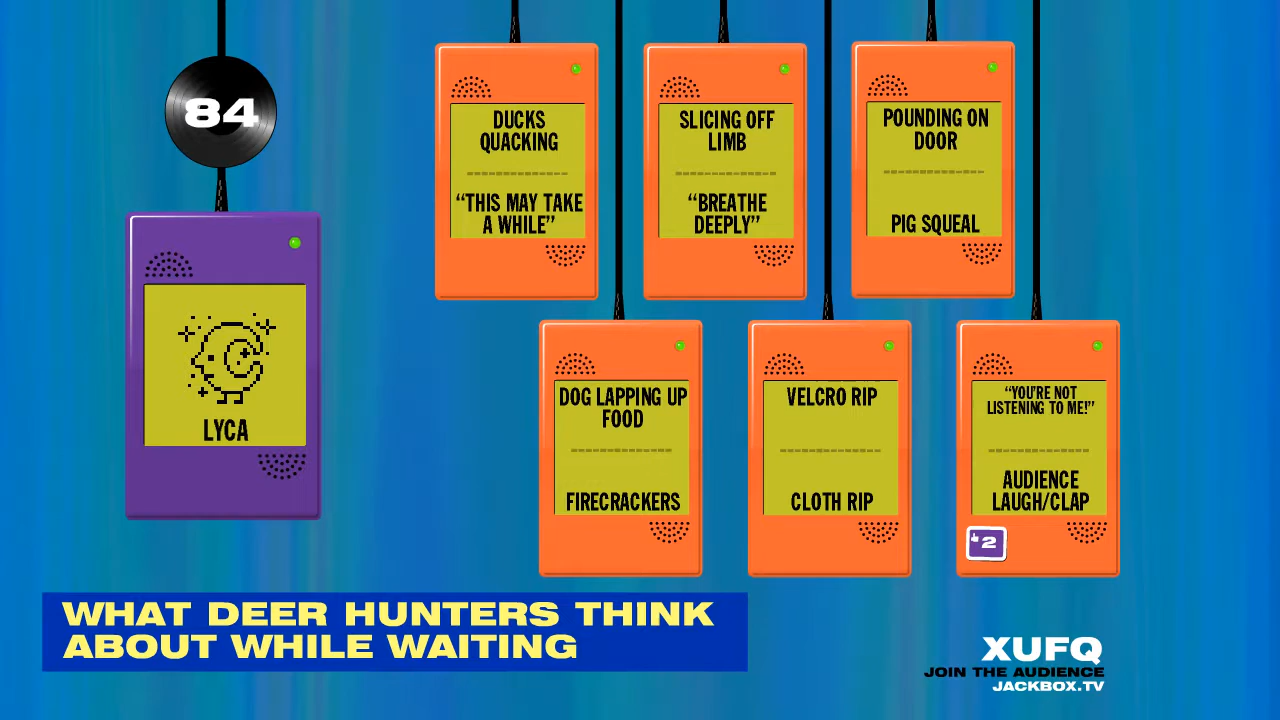 84
LYCA
DUCKS
QUACKING
“THIS MAY TAKE
A WHILE”
SLICING OFF
LIMB
“BREATHE
DEEPLY”
POUNDING ON
DOOR
PIG SQUEAL
DOG LAPPING UP
FOOD
FIRECRACKERS
VELCRO RIP
CLOTH RIP
“YOU’RE NOT
LISTENING TO ME!”
AUDIENCE
LAUGH/CLAP
2
WHAT DEER HUNTERS THINK
ABOUT WHILE WAITING
XUFQ
JOIN THE AUDIENCE
JACKBOX.TV